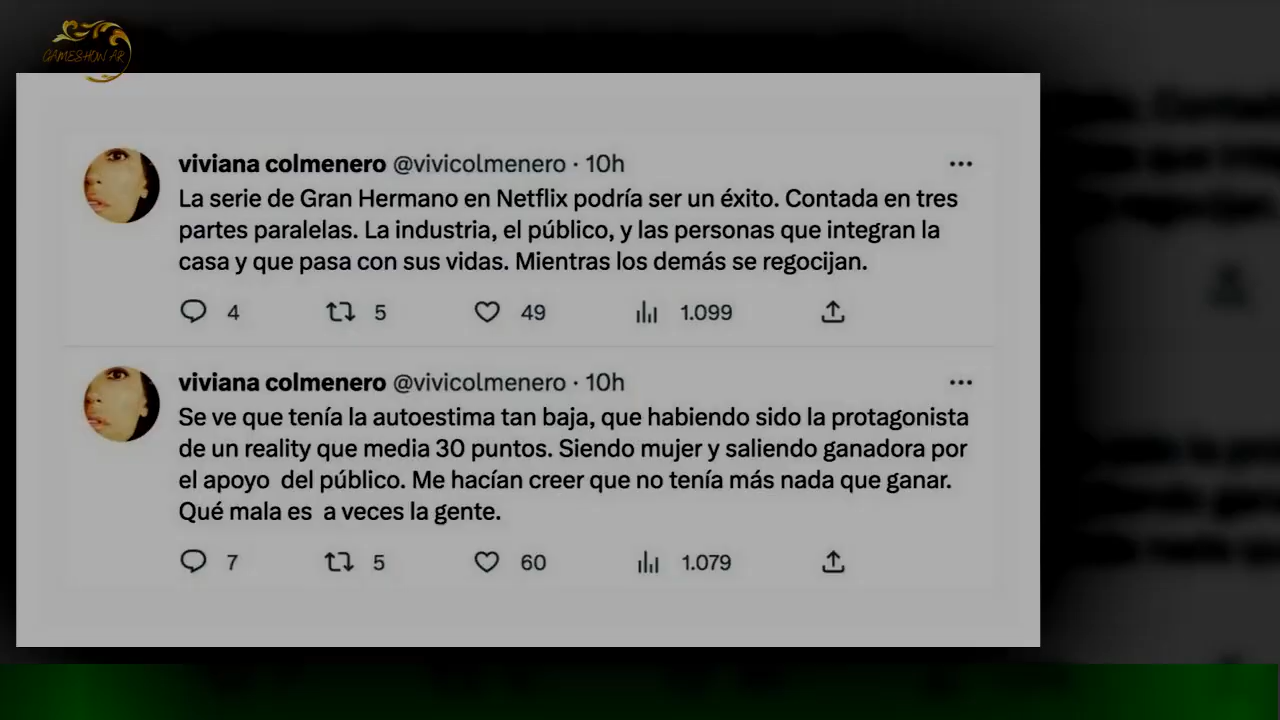 GAMESHOW AR
viviana colmenero @vivicolmenero · 10h
La serie de Gran Hermano en Netflix podría ser un éxito. Contada en tres
partes paralelas. La industria, el público, y las personas que integran la
casa y que pasa con sus vidas. Mientras los demás se regocijan.
4 5 49 1.099
viviana colmenero @vivicolmenero · 10h
Se ve que tenía la autoestima tan baja, que habiendo sido la protagonista
de un reality que media 30 puntos. Siendo mujer y saliendo ganadora por
el apoyo  del público. Me hacían creer que no tenía más nada que ganar.
Qué mala es  a veces la gente.
7 5 60 1.079